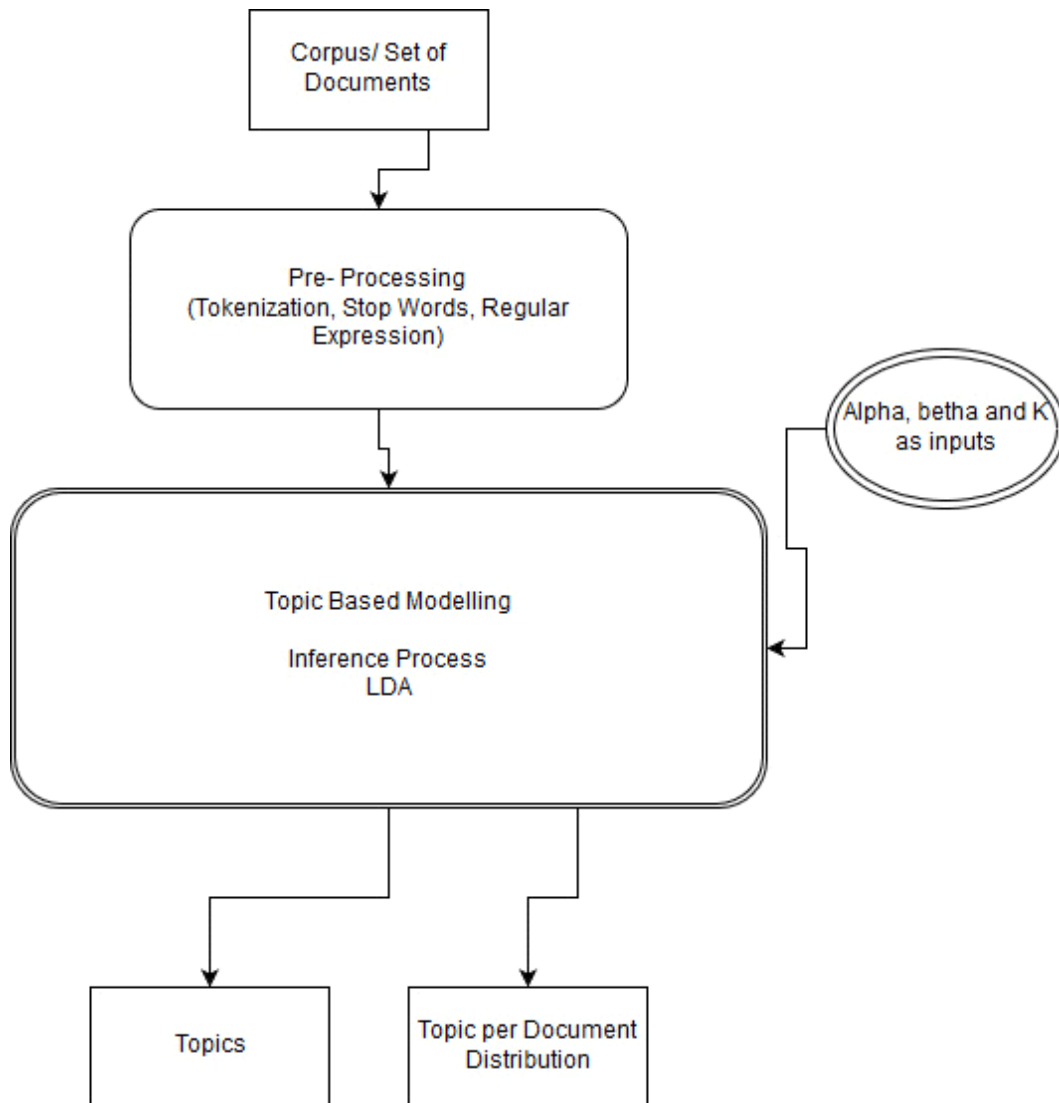 Corpus/ Set of
Documents
Pre- Processing
(Tokenization, Stop Words, Regular
Expression)
Alpha, betha and K
as inputs
Topic Based Modelling
Inference Process
LDA
Topics
Topic per Document
Distribution